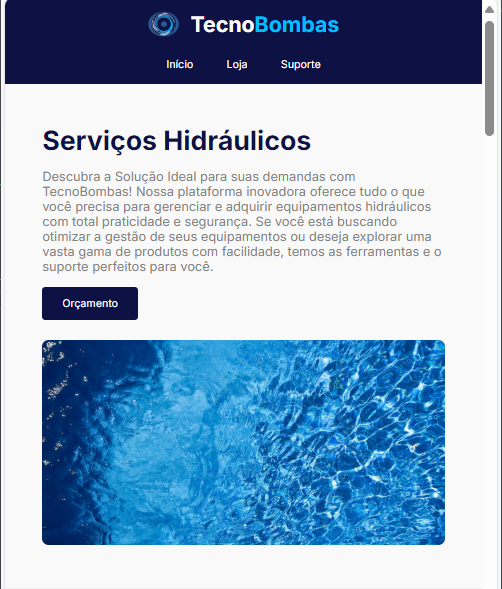 TecnoBombas
Início Loja Suporte
Serviços Hidráulicos
Descubra a Solução Ideal para suas demandas com
TecnoBombas! Nossa plataforma inovadora oferece tudo o que
você precisa para gerenciar e adquirir equipamentos hidráulicos
com total praticidade e segurança. Se você está buscando
otimizar a gestão de seus equipamentos ou deseja explorar uma
vasta gama de produtos com facilidade, temos as ferramentas e o
suporte perfeitos para você.
Orçamento